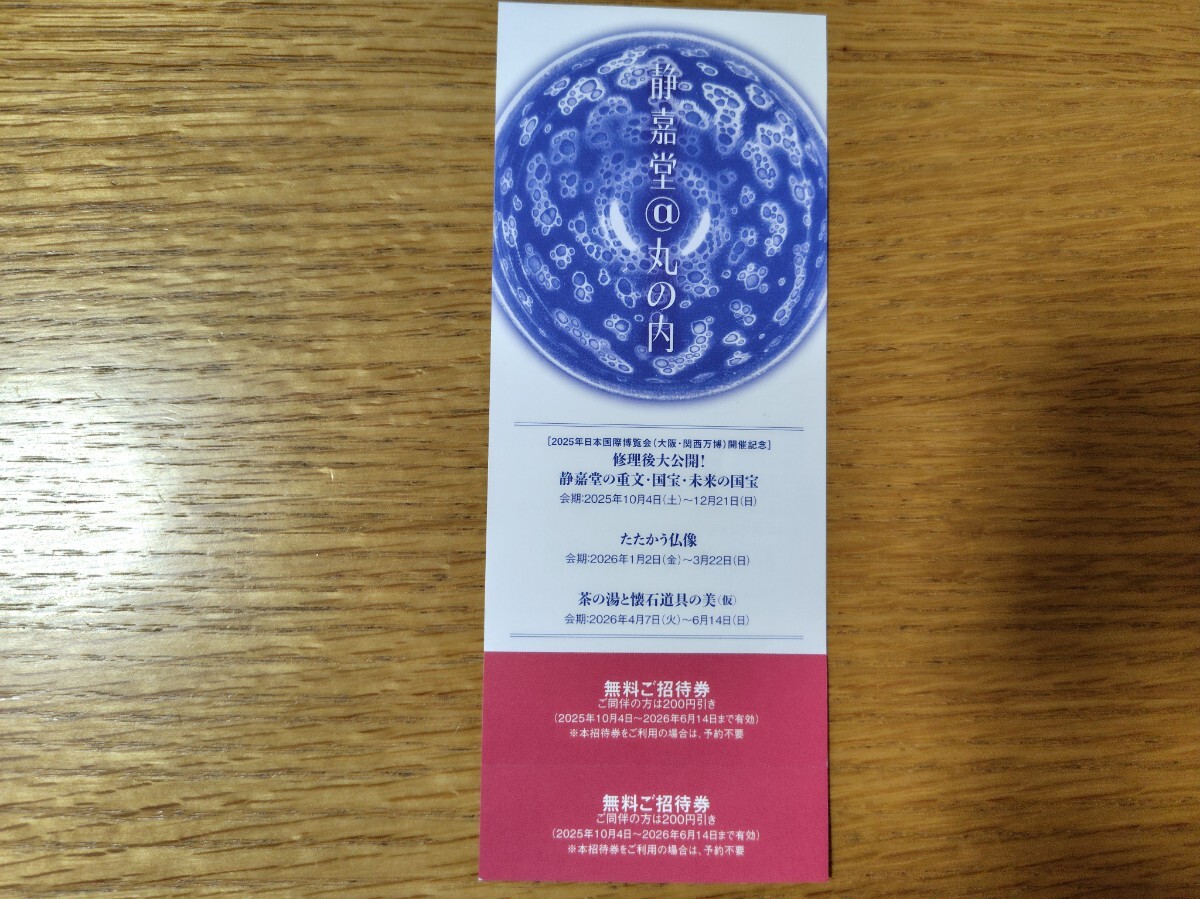 静嘉堂@丸の内
[2025年日本国際博覧会(大阪・関西万博)開催記念]
修理後大公開!
静嘉堂の重文・国宝・未来の国宝
会期:2025年10月4日(土)〜12月21日(日)
たたかう仏像
会期:2026年1月2日(金)〜3月22日(日)
茶の湯と懐石道具の美(仮)
会期:2026年4月7日(火)〜6月14日(日)
無料ご招待券
ご同伴の方は200円引き
(2025年10月4日〜2026年6月14日まで有効)
※本招待券をご利用の場合は、予約不要
無料ご招待券
ご同伴の方は200円引き
(2025年10月4日〜2026年6月14日まで有効)
※本招待券をご利用の場合は、予約不要